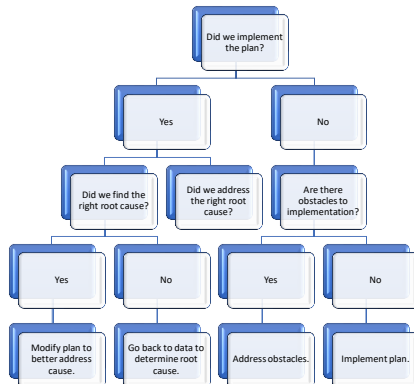 Did we implement
the plan?
Yes
No
Did we find the
right root cause?
Did we address
the right root
cause?
Are there
obstacles to
implementation?
Yes
No
Yes
No
Modify plan to
better address
cause.
Go back to data to
determine root
cause.
Address obstacles.
Implement plan.